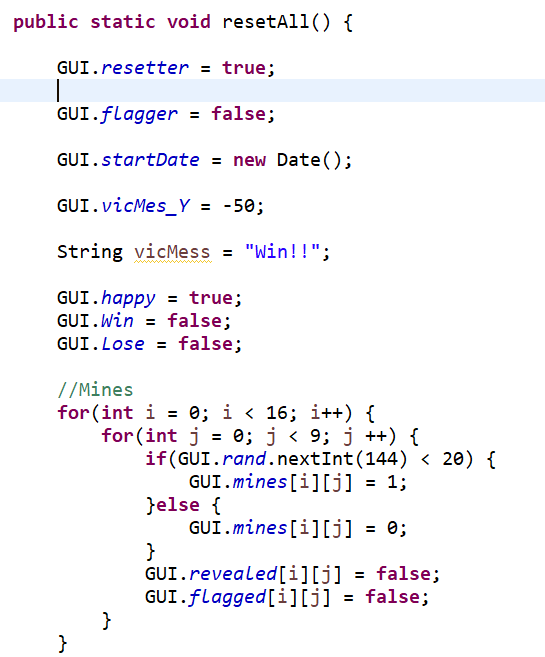 public static void resetAll() {
GUI.resetter = true;
GUI.flagger = false;
GUI.startDate = new Date();
GUI.vicMes_Y = -50;
String vicMess = "Win!!";
GUI.happy = true;
GUI.Win = false;
GUI.Lose = false;
//Mines
for(int i = 0; i < 16; i++) {
for(int j = 0; j < 9; j ++) {
if(GUI.rand.nextInt(144) < 20) {
GUI.mines[i][j] = 1;
}else {
GUI.mines[i][j] = 0;
}
GUI.revealed[i][j] = false;
GUI.flagged[i][j] = false;
}
}